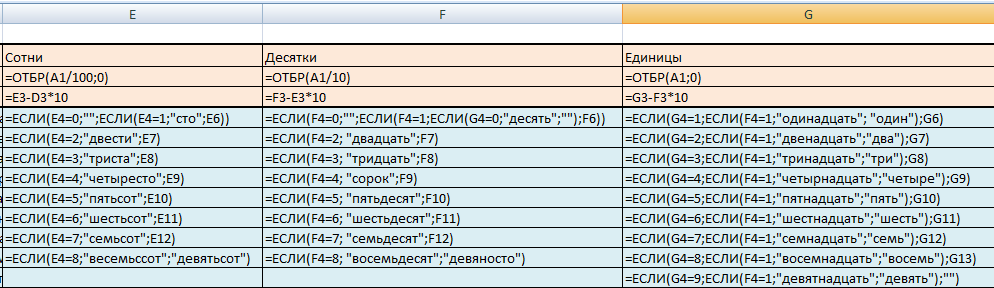 E F G
Сотни Десятки Единицы
=ОТБР(A1/100;0) =ОТБР(A1/10) =ОТБР(A1;0)
=E3-D3*10 =F3-E3*10 =G3-F3*10
=ЕСЛИ(E4=0;"";ЕСЛИ(E4=1;"сто";E6)) =ЕСЛИ(F4=0;"";ЕСЛИ(F4=1;ЕСЛИ(G4=0;"десять";"");F6)) =ЕСЛИ(G4=1;ЕСЛИ(F4=1;"одинадцать"; "один");G6)
=ЕСЛИ(E4=2;"двести";E7) =ЕСЛИ(F4=2; "двадцать";F7) =ЕСЛИ(G4=2;ЕСЛИ(F4=1;"двенадцать";"два");G7)
=ЕСЛИ(E4=3;"триста";E8) =ЕСЛИ(F4=3; "тридцать";F8) =ЕСЛИ(G4=3;ЕСЛИ(F4=1;"тринадцать";"три");G8)
=ЕСЛИ(E4=4;"четыресто";E9) =ЕСЛИ(F4=4; "сорок";F9) =ЕСЛИ(G4=4;ЕСЛИ(F4=1;"четырнадцать";"четыре");G9)
=ЕСЛИ(E4=5;"пятьсот";E10) =ЕСЛИ(F4=5; "пятьдесят";F10) =ЕСЛИ(G4=5;ЕСЛИ(F4=1;"пятнадцать";"пять");G10)
=ЕСЛИ(E4=6;"шестьсот";E11) =ЕСЛИ(F4=6; "шестьдесят";F11) =ЕСЛИ(G4=6;ЕСЛИ(F4=1;"шестнадцать";"шесть");G11)
=ЕСЛИ(E4=7;"семьсот";E12) =ЕСЛИ(F4=7; "семьдесят";F12) =ЕСЛИ(G4=7;ЕСЛИ(F4=1;"семнадцать";"семь");G12)
=ЕСЛИ(E4=8;"весемьссот";"девятьсот") =ЕСЛИ(F4=8; "восемьдесят";"девяносто") =ЕСЛИ(G4=8;ЕСЛИ(F4=1;"восемнадцать";"восемь");G13)
=ЕСЛИ(G4=9;ЕСЛИ(F4=1;"девятнадцать";"девять");"")